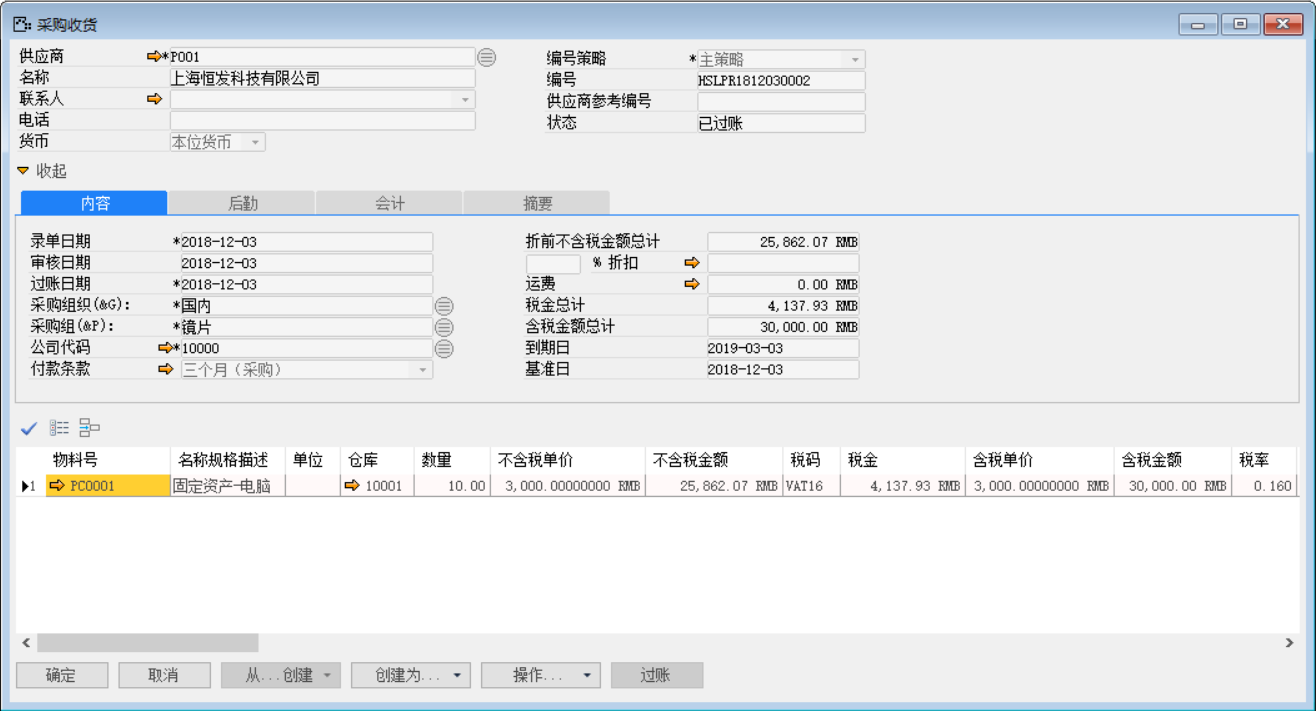 采购收货
供应商 *P001
名称 上海恒发科技有限公司
联系人
电话
货币 本位货币
编号策略 *主策略
编号 HSLPR1812030002
供应商参考编号
状态 已过账
收起
内容 后勤 会计 摘要
录单日期 *2018-12-03
审核日期 2018-12-03
过账日期 *2018-12-03
采购组织(&G): *国内
采购组(&P): *镜片
公司代码 *10000
付款条款 三个月（采购）
折前不含税金额总计 25,862.07 RMB
% 折扣
运费 0.00 RMB
税金总计 4,137.93 RMB
含税金额总计 30,000.00 RMB
到期日 2019-03-03
基准日 2018-12-03
物料号 名称规格描述 单位 仓库 数量 不含税单价 不含税金额 税码 税金 含税单价 含税金额 税率
1 PC0001 固定资产-电脑 10001 10.00 3,000.00000000 RMB 25,862.07 RMB VAT16 4,137.93 RMB 3,000.00000000 RMB 30,000.00 RMB 0.160
确定 取消 从...创建 创建为... 操作... 过账